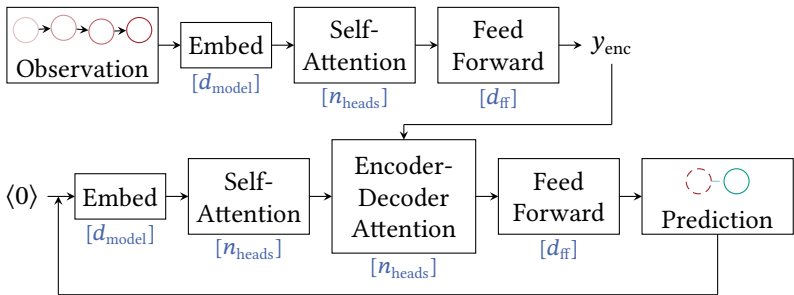 Observation
Embed
[d_model]
Self-
Attention
[n_heads]
Feed
Forward
[d_ff]
y_enc
⟨0⟩
Embed
[d_model]
Self-
Attention
[n_heads]
Encoder-
Decoder
Attention
[n_heads]
Feed
Forward
[d_ff]
Prediction